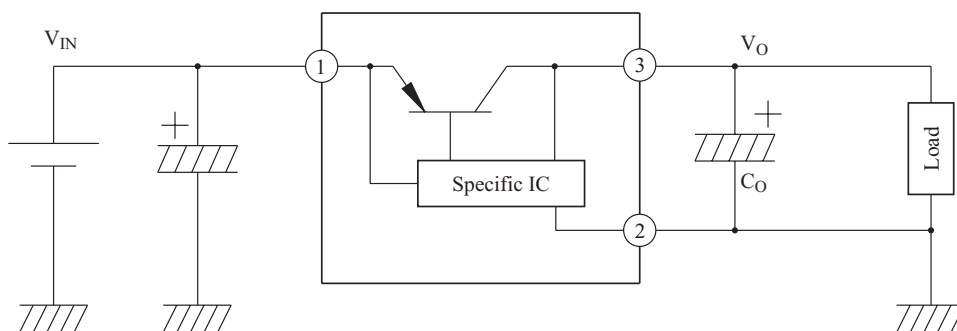 V_IN
+
1
Specific IC
2
3
V_O
+
C_O
Load